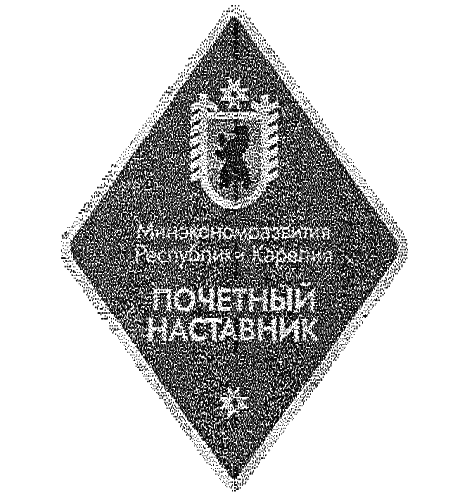 Минэкономразвития
Республики Карелия
ПОЧЕТНЫЙ
НАСТАВНИК